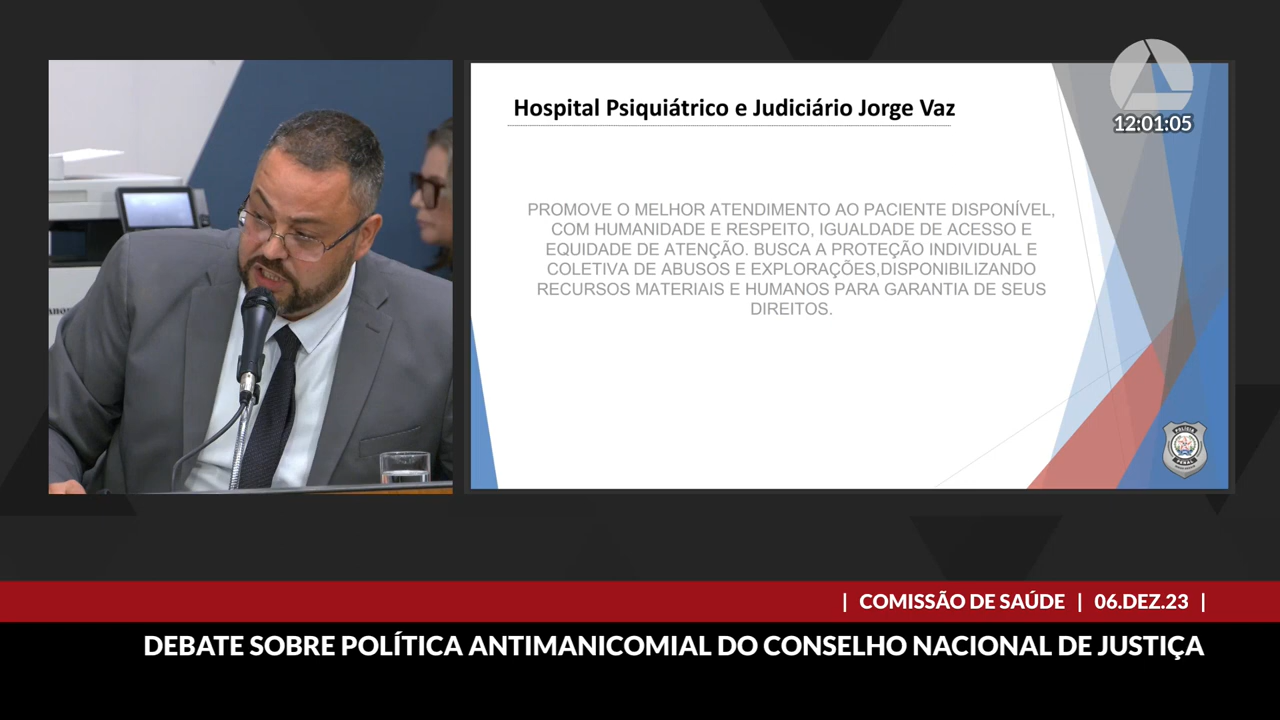 Hospital Psiquiátrico e Judiciário Jorge Vaz
12:01:05
PROMOVE O MELHOR ATENDIMENTO AO PACIENTE DISPONÍVEL,
COM HUMANIDADE E RESPEITO, IGUALDADE DE ACESSO E
EQUIDADE DE ATENÇÃO. BUSCA A PROTEÇÃO INDIVIDUAL E
COLETIVA DE ABUSOS E EXPLORAÇÕES,DISPONIBILIZANDO
RECURSOS MATERIAIS E HUMANOS PARA GARANTIA DE SEUS
DIREITOS.
POLÍCIA
PENAL
| COMISSÃO DE SAÚDE | 06.DEZ.23 |
DEBATE SOBRE POLÍTICA ANTIMANICOMIAL DO CONSELHO NACIONAL DE JUSTIÇA